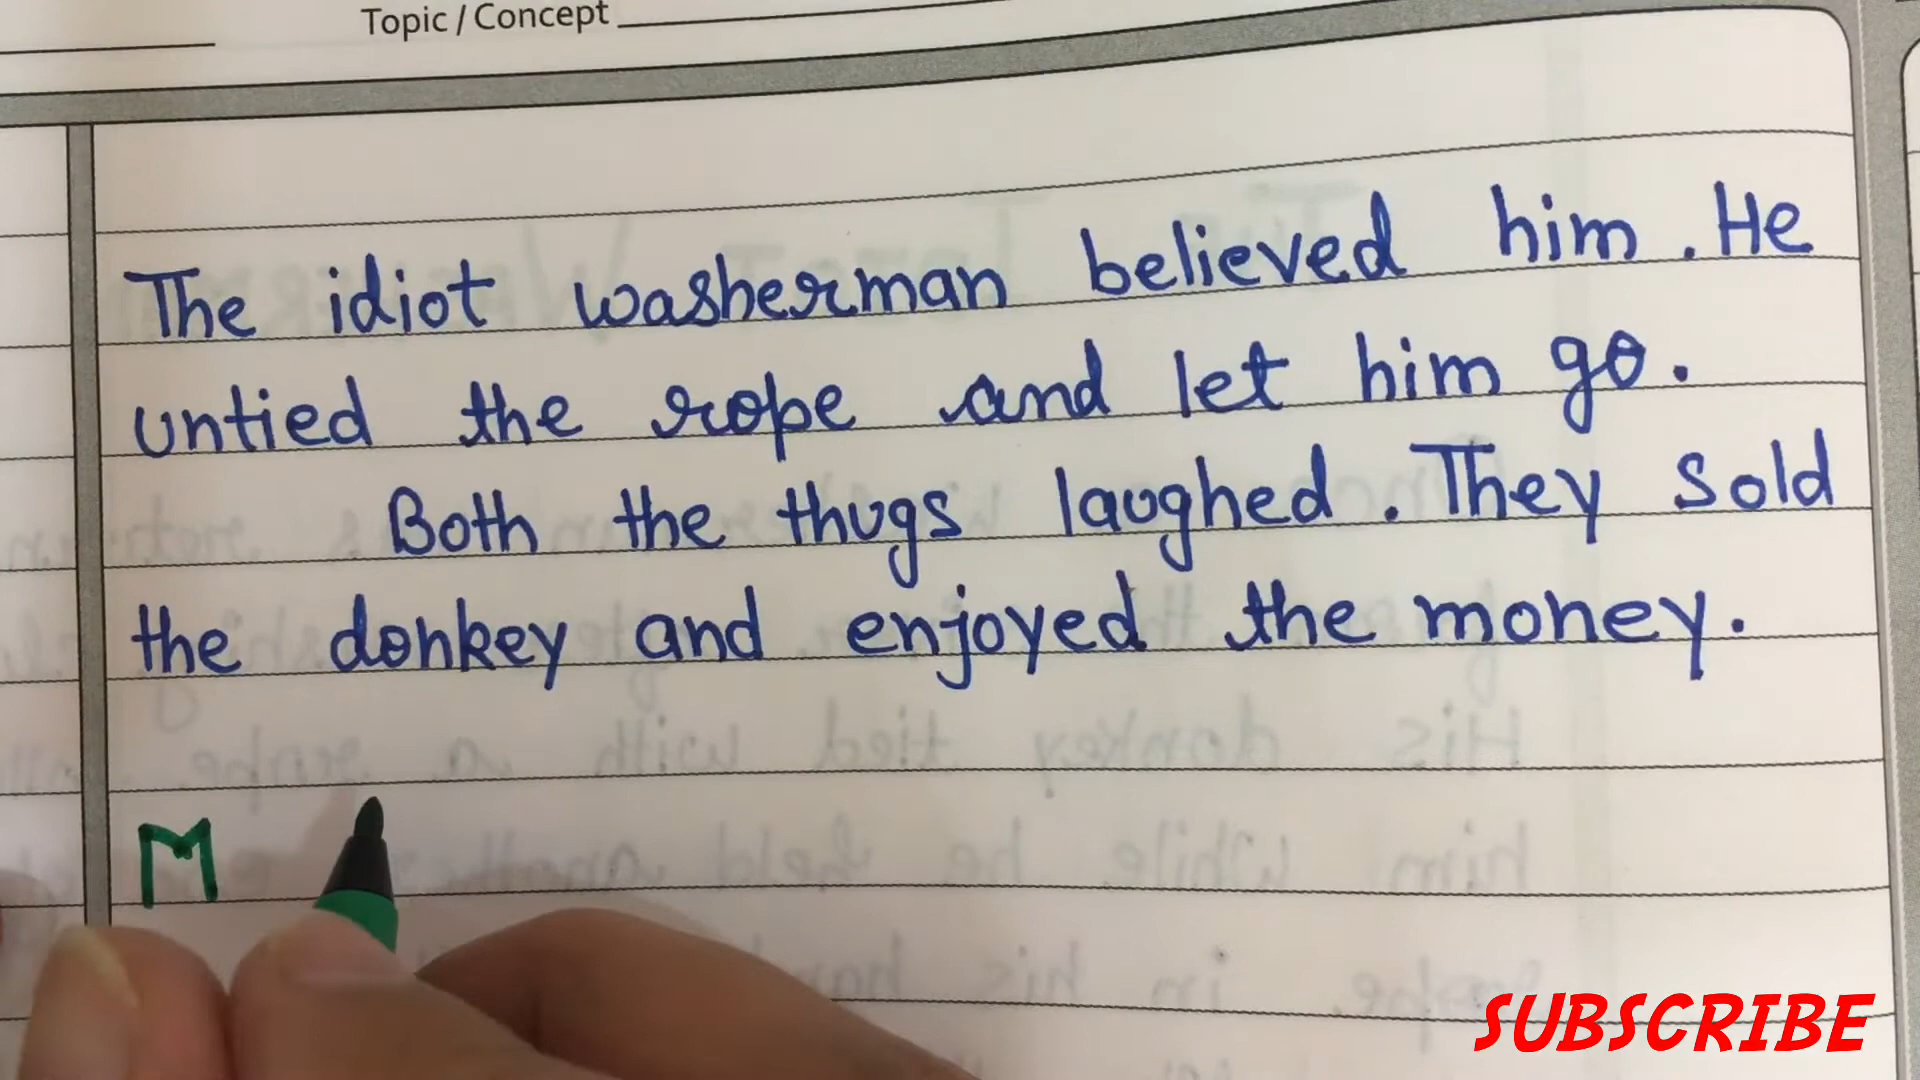 Topic / Concept
The idiot washerman believed him. He
untied the rope and let him go.
Both the thugs laughed. They sold
the donkey and enjoyed the money.
M
SUBSCRIBE